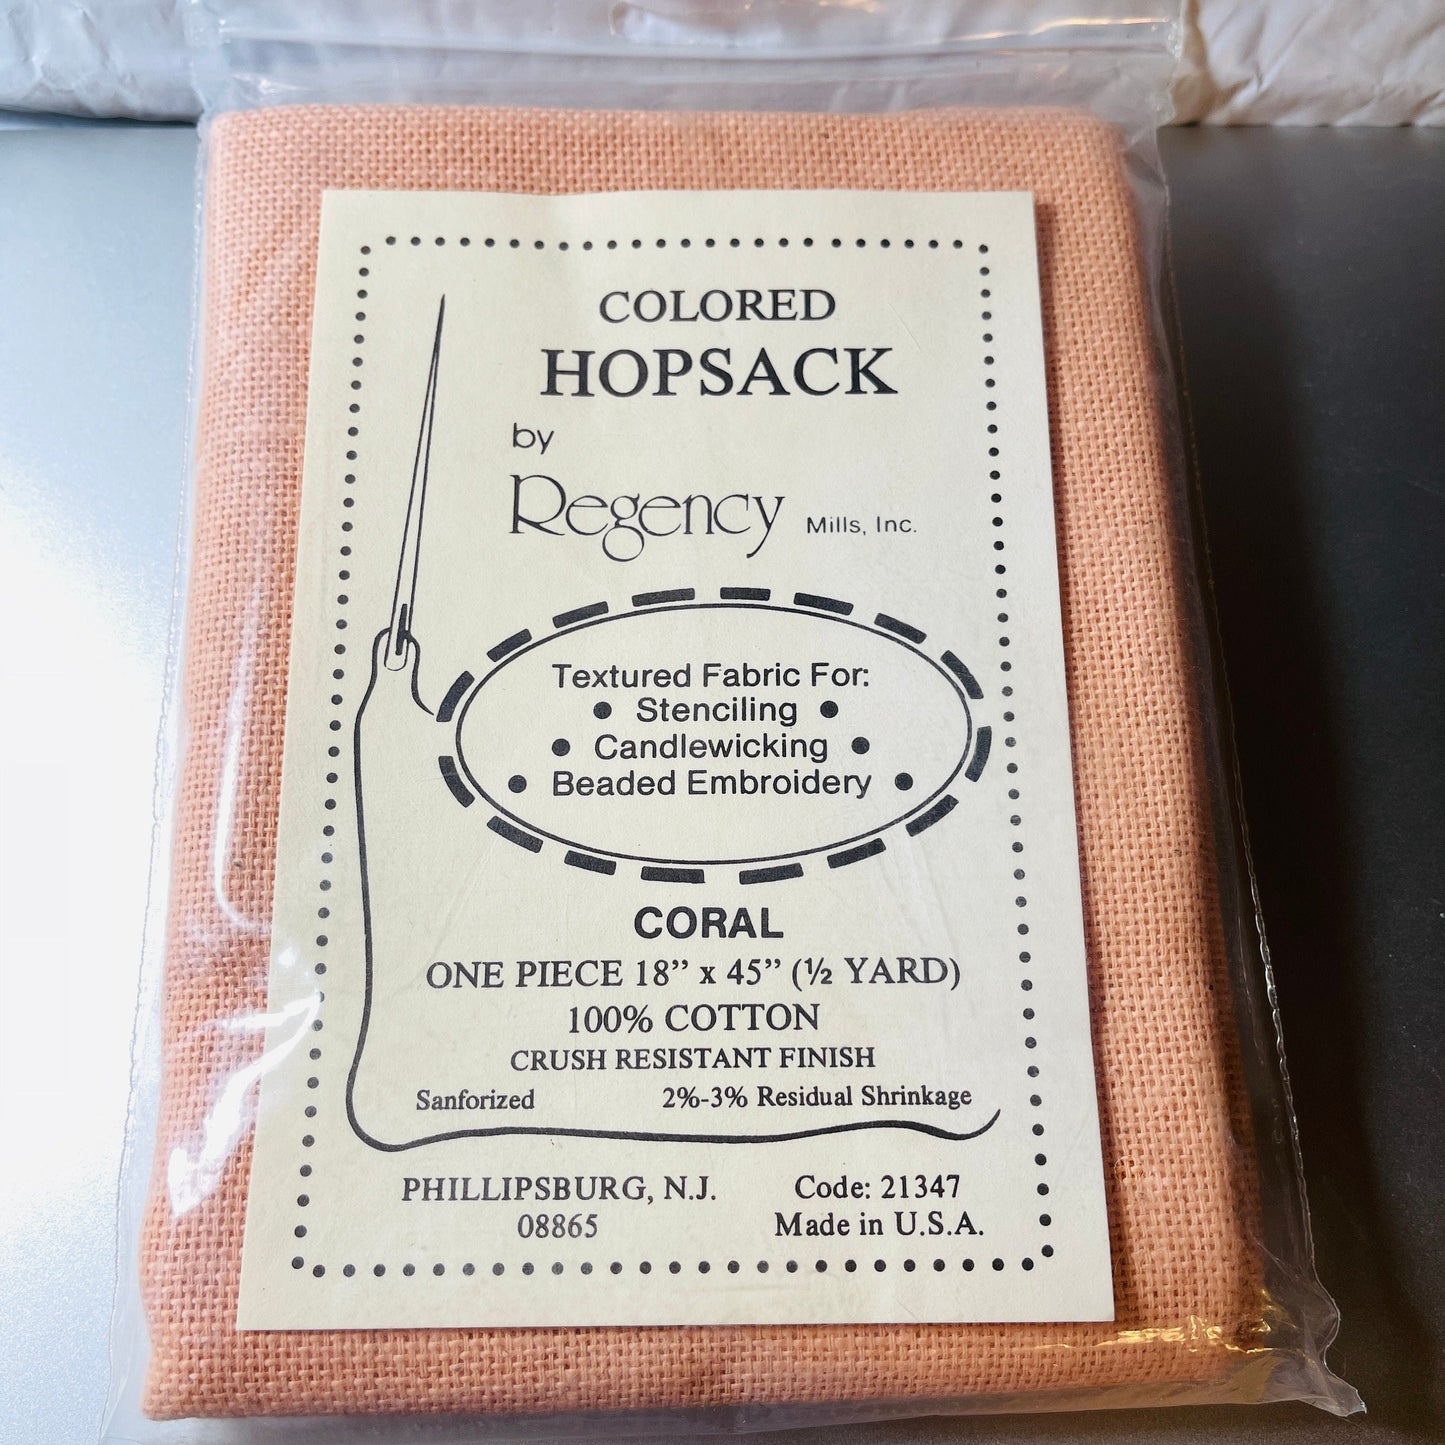 COLORED
HOPSACK
by
Regency Mills, Inc.
Textured Fabric For:
• Stenciling •
• Candlewicking •
• Beaded Embroidery •
CORAL
ONE PIECE 18” x 45” (½ YARD)
100% COTTON
CRUSH RESISTANT FINISH
Sanforized 2%-3% Residual Shrinkage
PHILLIPSBURG, N.J.
08865
Code: 21347
Made in U.S.A.